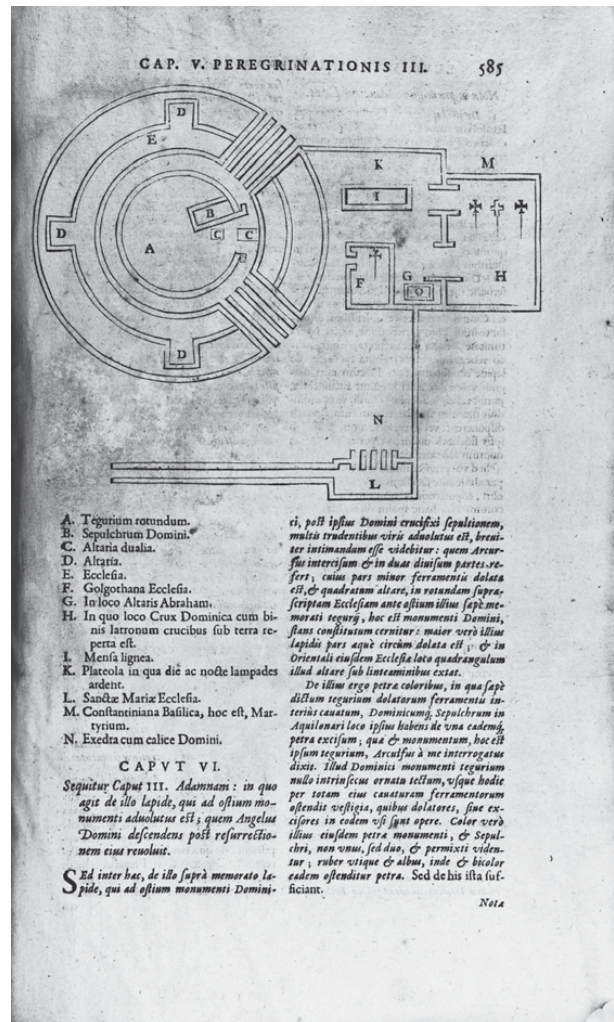 CAP. V. PEREGRINATIONIS III. 585
D
E
K
M
B
I
D
C C
A
E
F
G
O
H
D
N
L
A. Tegurium rotundum.
B. Sepulchrum Domini.
C. Altaria dualia.
D. Altaria.
E. Ecclesia.
F. Golgothana Ecclesia.
G. In loco Altaris Abraham.
H. In quo loco Crux Dominica cum bi-
nis latronum crucibus sub terra re-
perta est.
I. Mensa lignea.
K. Plateola in qua die ac nocte lampades
ardent.
L. Sanctæ Mariæ Ecclesia.
M. Constantiniana Basilica, hoc est, Mar-
tyrium.
N. Exedra cum calice Domini.
CAPVT VI.
Sequitur Caput III. Adamnam: in quo
agit de illo lapide, qui ad ostium mo-
numenti aduolutus est; quem Angelus
Domini descendens post resurrectio-
nem eius reuoluit.
SEd inter hæc, de illo suprà memorato la-
pide, qui ad ostium monumenti Domini-
ci, post ipsius Domini crucifixi sepultionem,
multis trudentibus viris aduolutus est, breui-
ter intimandum esse videbitur: quem Arcul-
fus intercisum & in duas diuisum partes re-
fert; cuius pars minor ferramentis dolata
est, & quadratum altare, in rotundam supra-
scriptam Ecclesiam ante ostium illius sæpe me-
morati tegurij, hoc est monumenti Domini,
stans constitutum cernitur: maior verò illius
lapidis pars æquè circùm dolata est, & in
Orientali eiusdem Ecclesiæ loco quadrangulum
illud altare sub linteaminibus extat.
De illius ergo petræ coloribus, in qua sæpè
dictum tegurium dolatorum ferramentis in-
teriùs cauatum, Dominicumq; Sepulchrum in
Aquilonari loco ipsius habens de vna eademq;
petra excisum; quæ & monumentum, hoc est
ipsum tegurium, Arculfus à me interrogatus
dixit. Illud Dominici monumenti tegurium
nullo intrinsecus ornatu tectum, vsque hodie
per totam eius cauaturam ferramentorum
ostendit vestigia, quibus dolatores, siue ex-
cisores in eodem vsi sunt opere. Color verò
illius eiusdem petræ monumenti, & Sepul-
chri, non vnus, sed duo, & permixti viden-
tur; ruber vtique & albus, inde & bicolor
eadem ostenditur petra. Sed de his ista suf-
ficiant.
Nota